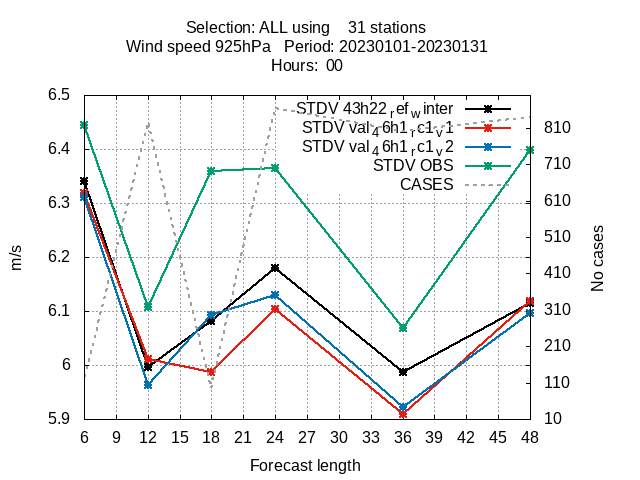 Selection: ALL using 31 stations
Wind speed 925hPa Period: 20230101-20230131
Hours: 00
STDV 43h22refwinter
STDV val46h1rc1v1
STDV val46h1rc1v2
STDV OBS
CASES
6.5
6.4
6.3
6.2
6.1
6
5.9
m/s
810
710
610
510
410
310
210
110
10
No cases
6 9 12 15 18 21 24 27 30 33 36 39 42 45 48
Forecast length